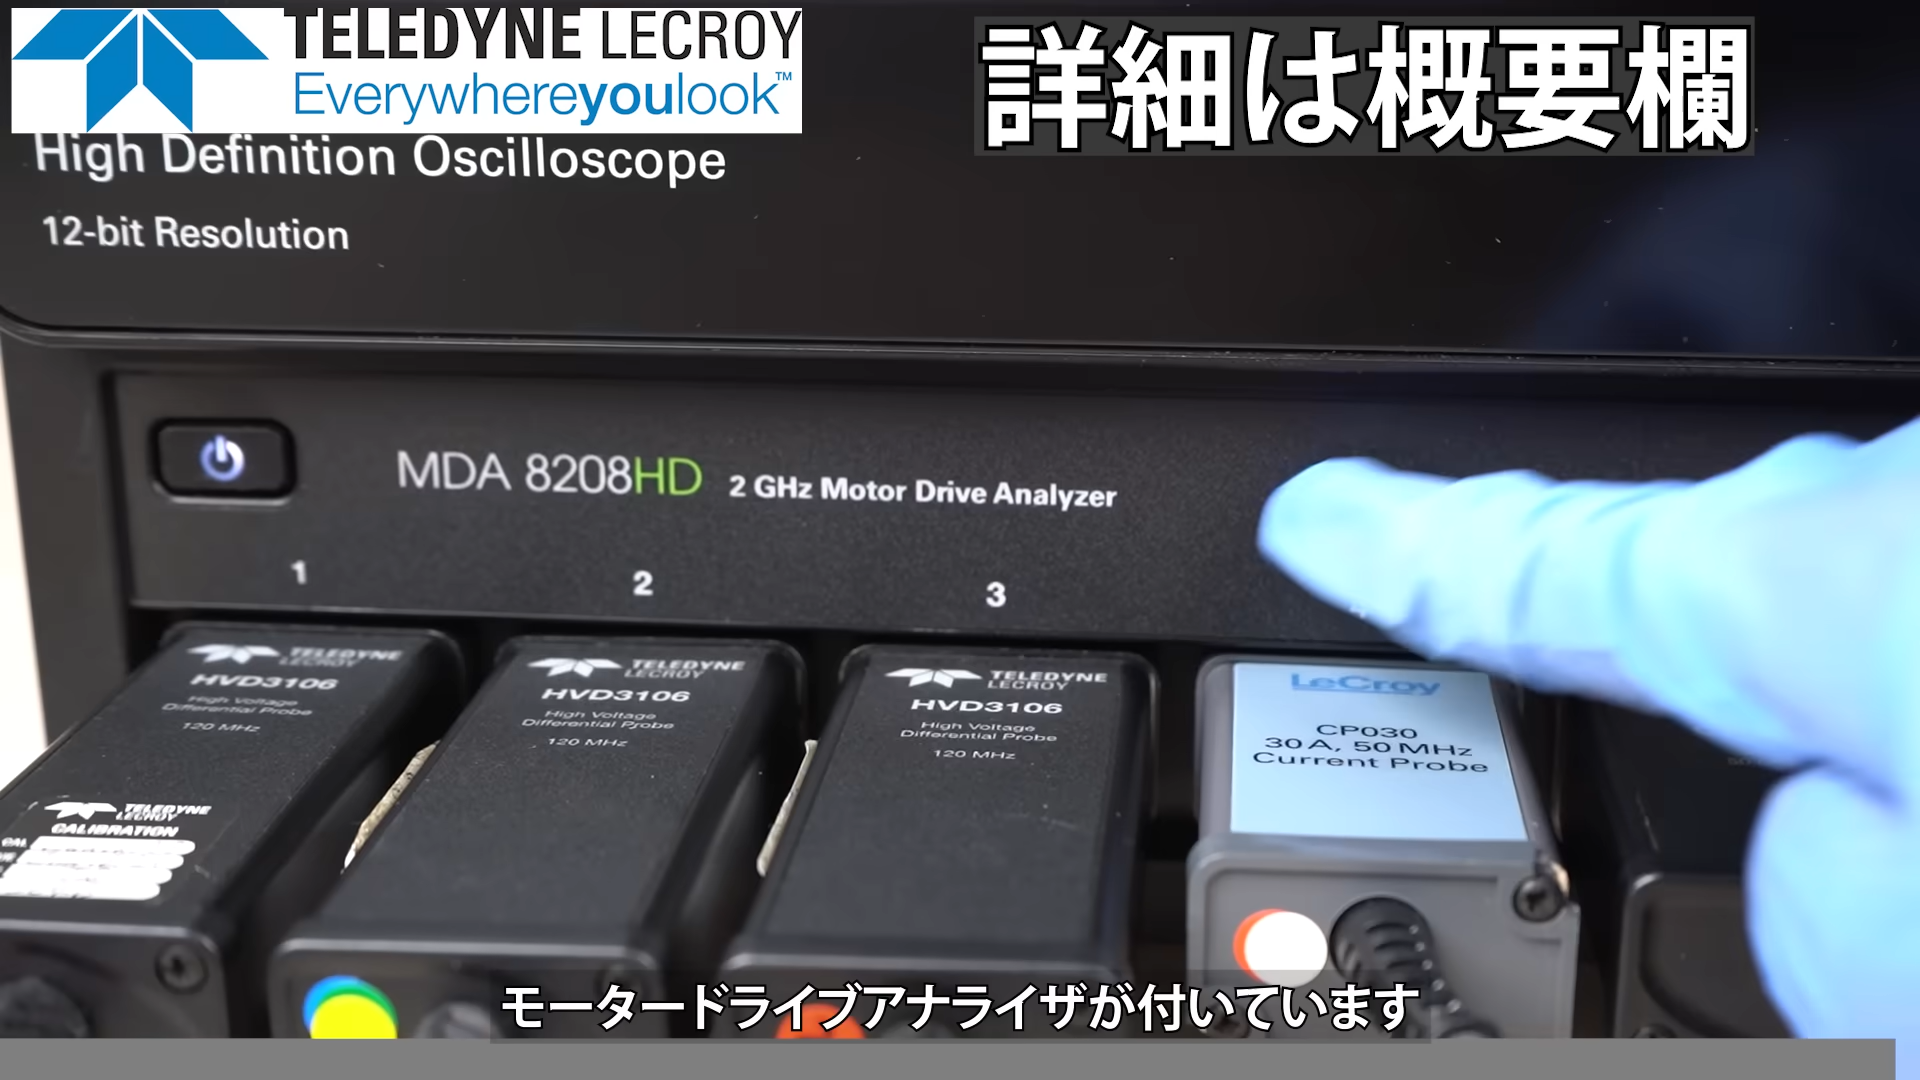 TELEDYNE LECROY
Everywhereyoulook™
詳細は概要欄
High Definition Oscilloscope
12-bit Resolution
MDA 8208HD 2 GHz Motor Drive Analyzer
1
2
3
TELEDYNE
LECROY
HVD3106
High Voltage
Differential Probe
120 MHz
TELEDYNE
LECROY
CALIBRATION
TELEDYNE
LECROY
HVD3106
High Voltage
Differential Probe
120 MHz
TELEDYNE
LECROY
HVD3106
High Voltage
Differential Probe
120 MHz
LeCroy
CP030
30 A, 50 MHz
Current Probe
モータードライブアナライザが付いています